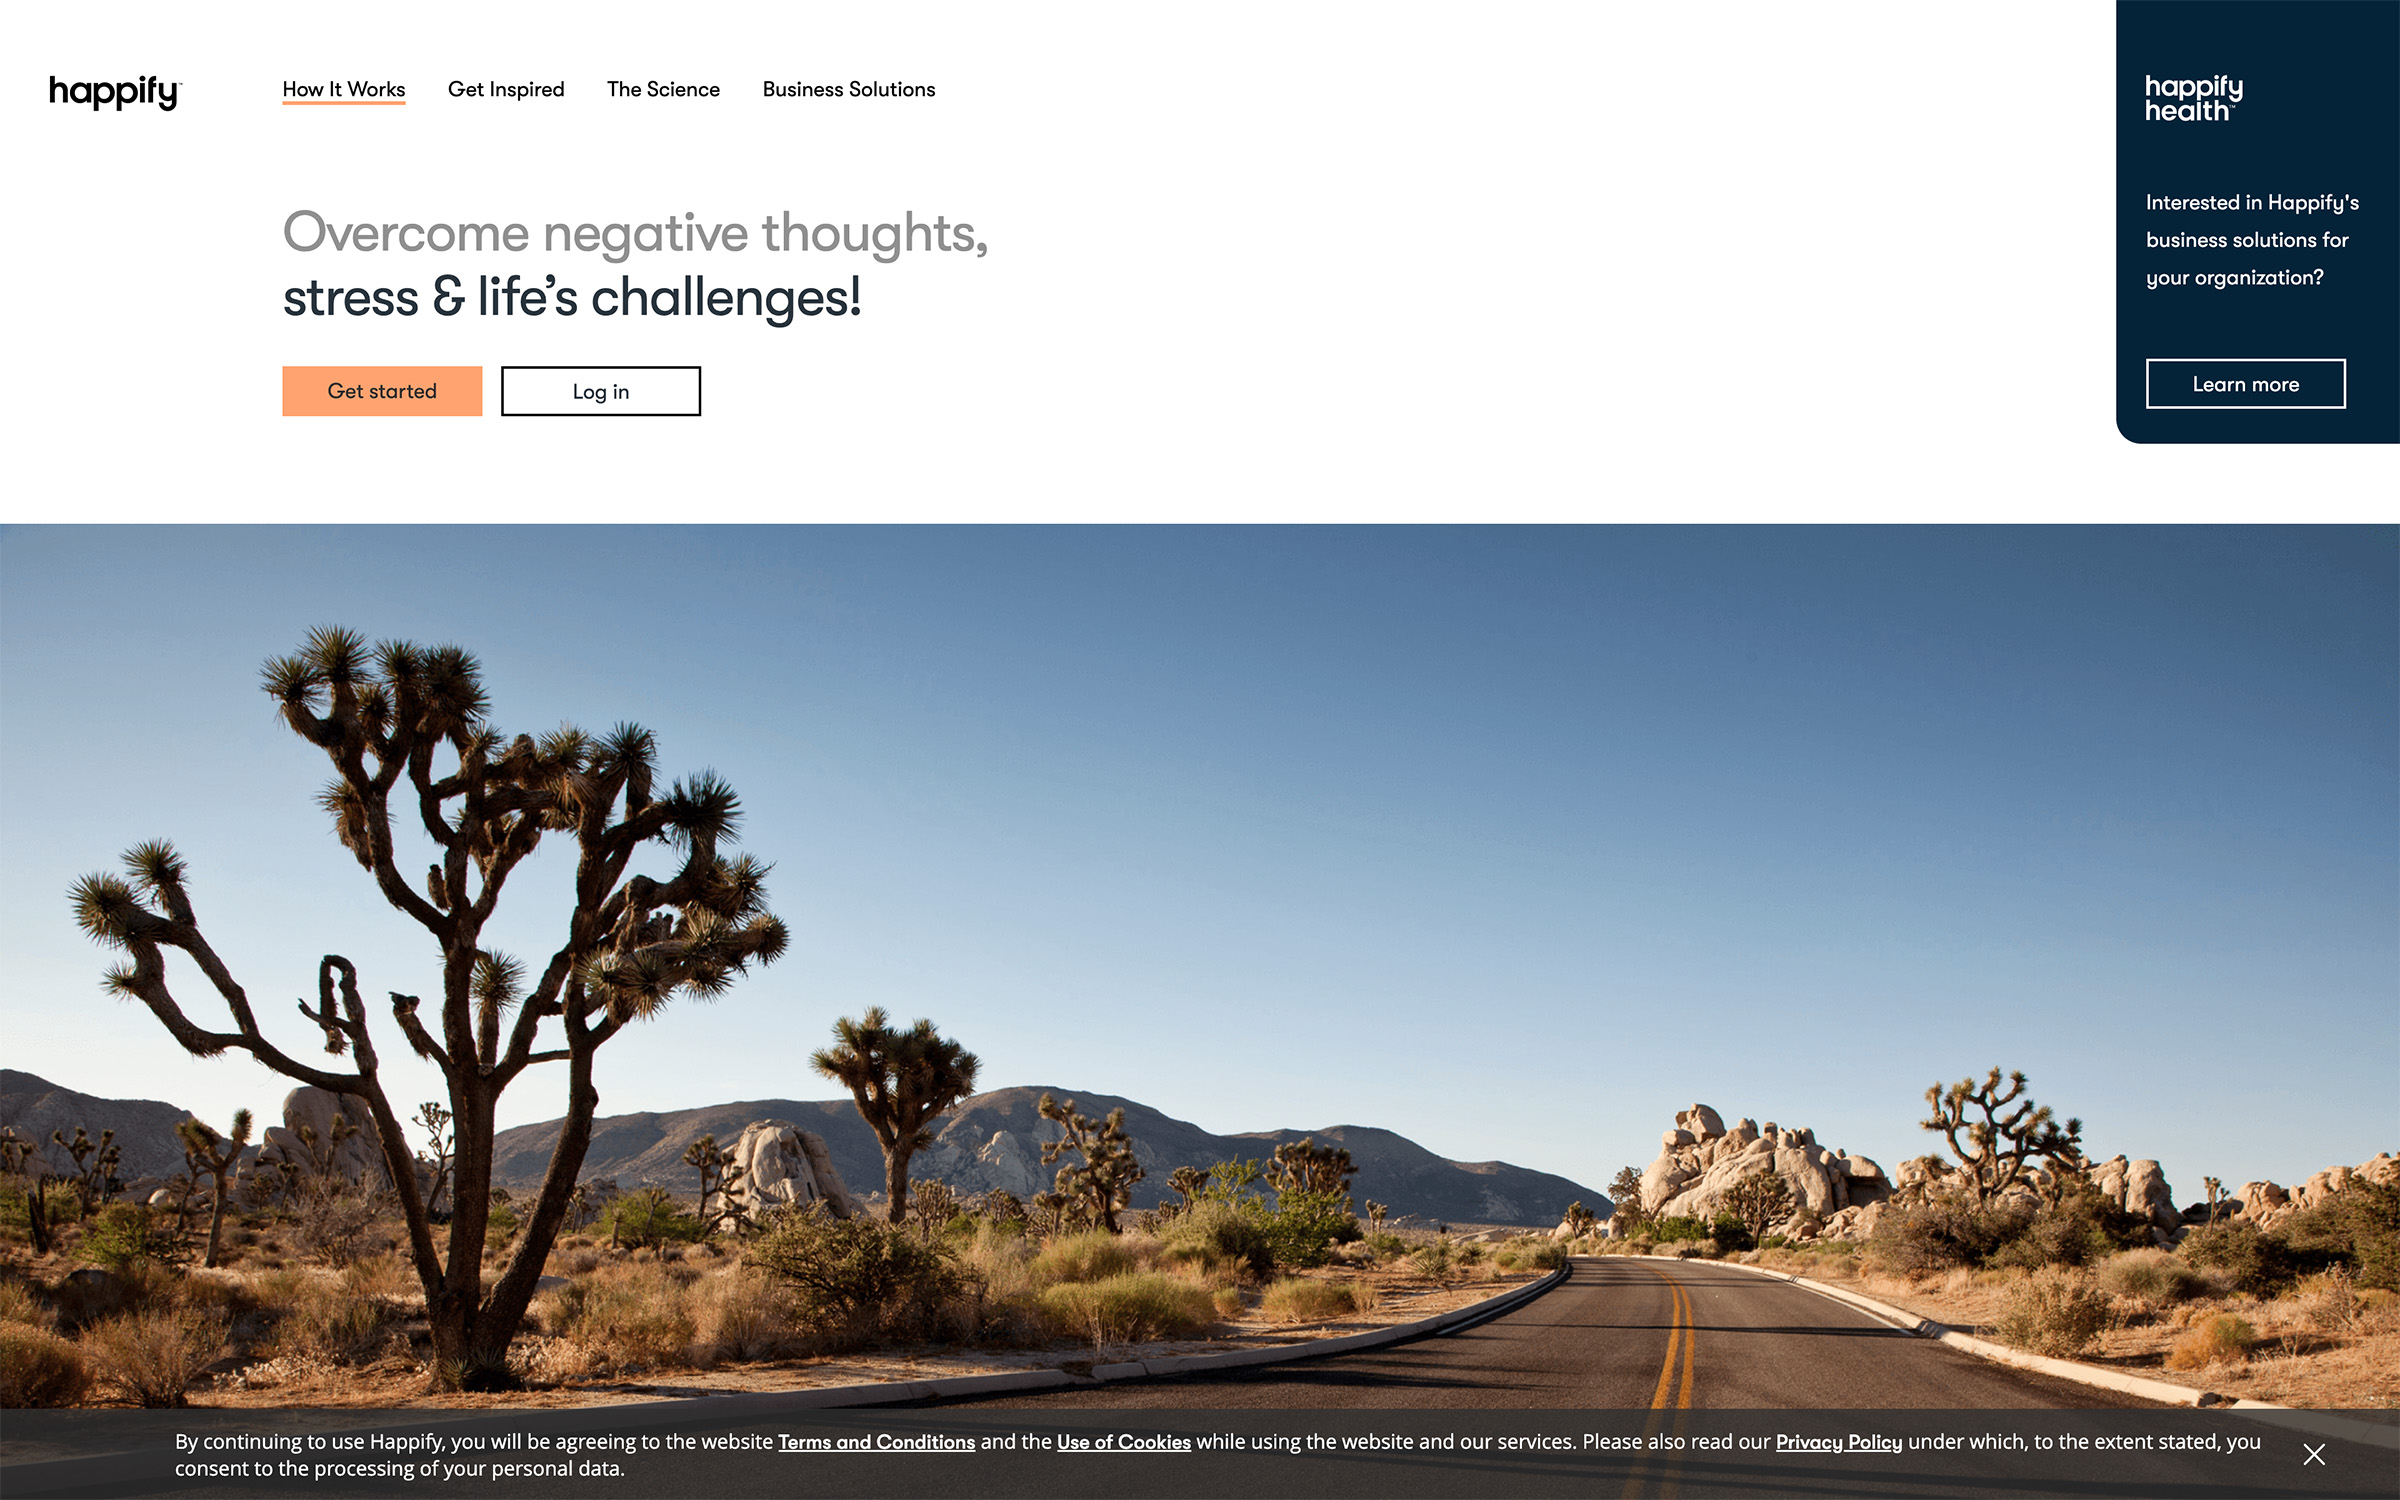 happify™
How It Works
Get Inspired
The Science
Business Solutions
Overcome negative thoughts,
stress & life’s challenges!
Get started
Log in
happify
health™
Interested in Happify's
business solutions for
your organization?
Learn more
By continuing to use Happify, you will be agreeing to the website Terms and Conditions and the Use of Cookies while using the website and our services. Please also read our Privacy Policy under which, to the extent stated, you
consent to the processing of your personal data.